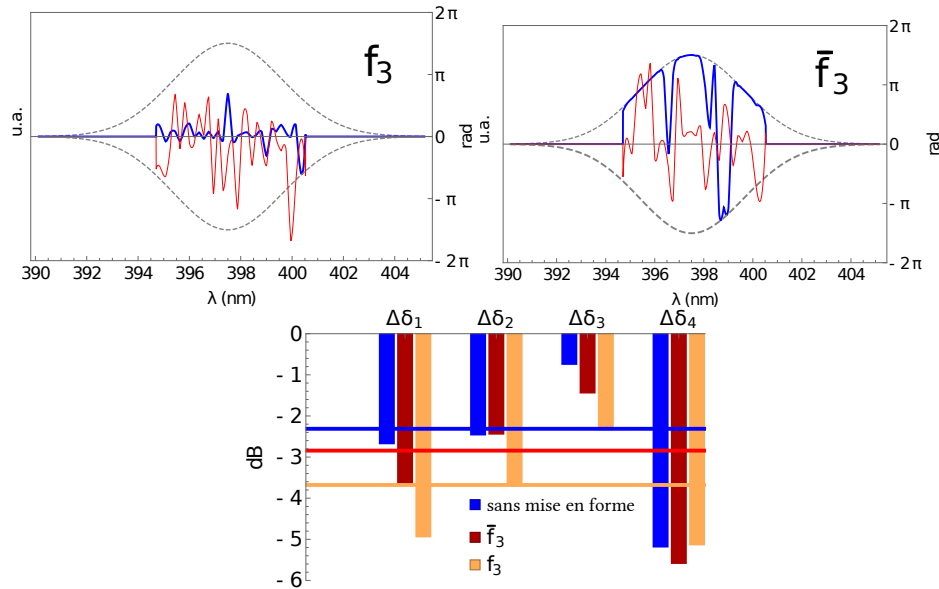 2 π
π
0
- π
- 2 π
u.a.
rad
f3
390 392 394 396 398 400 402 404
λ (nm)
2 π
π
0
- π
- 2 π
u.a.
rad
f̄3
390 392 394 396 398 400 402 404
λ (nm)
Δδ1 Δδ2 Δδ3 Δδ4
0
- 1
- 2
- 3
- 4
- 5
- 6
dB
sans mise en forme
f̄3
f3